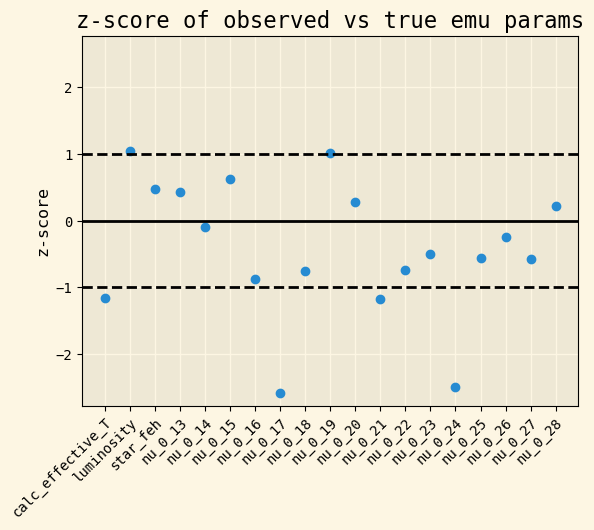 z-score of observed vs true emu params
z-score
2
1
0
−1
−2
calc_effective_T
luminosity
star_feh
nu_0_13
nu_0_14
nu_0_15
nu_0_16
nu_0_17
nu_0_18
nu_0_19
nu_0_20
nu_0_21
nu_0_22
nu_0_23
nu_0_24
nu_0_25
nu_0_26
nu_0_27
nu_0_28